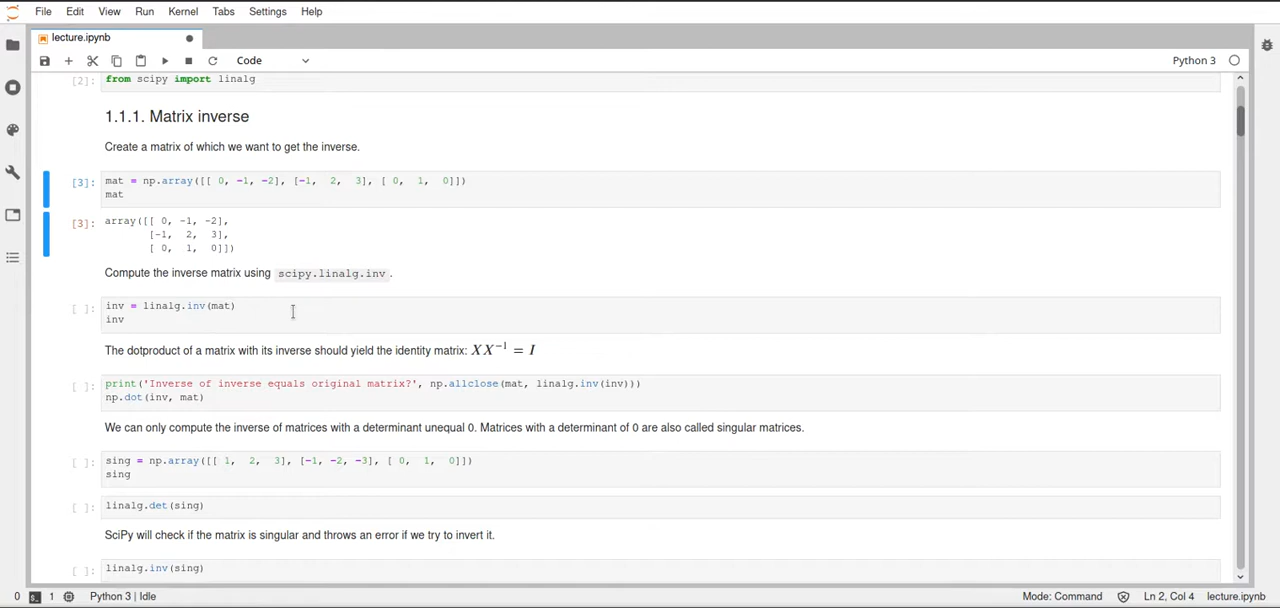 File Edit View Run Kernel Tabs Settings Help
lecture.ipynb
Code
Python 3
[2]: from scipy import linalg
1.1.1. Matrix inverse
Create a matrix of which we want to get the inverse.
[3]: mat = np.array([[ 0, -1, -2], [-1, 2, 3], [ 0, 1, 0]])
mat
[3]: array([[ 0, -1, -2],
[-1, 2, 3],
[ 0, 1, 0]])
Compute the inverse matrix using scipy.linalg.inv.
[ ]: inv = linalg.inv(mat)
inv
The dotproduct of a matrix with its inverse should yield the identity matrix: XX⁻¹ = I
[ ]: print('Inverse of inverse equals original matrix?', np.allclose(mat, linalg.inv(inv)))
np.dot(inv, mat)
We can only compute the inverse of matrices with a determinant unequal 0. Matrices with a determinant of 0 are also called singular matrices.
[ ]: sing = np.array([[ 1, 2, 3], [-1, -2, -3], [ 0, 1, 0]])
sing
[ ]: linalg.det(sing)
SciPy will check if the matrix is singular and throws an error if we try to invert it.
[ ]: linalg.inv(sing)
0 1 Python 3 | Idle Mode: Command Ln 2, Col 4 lecture.ipynb